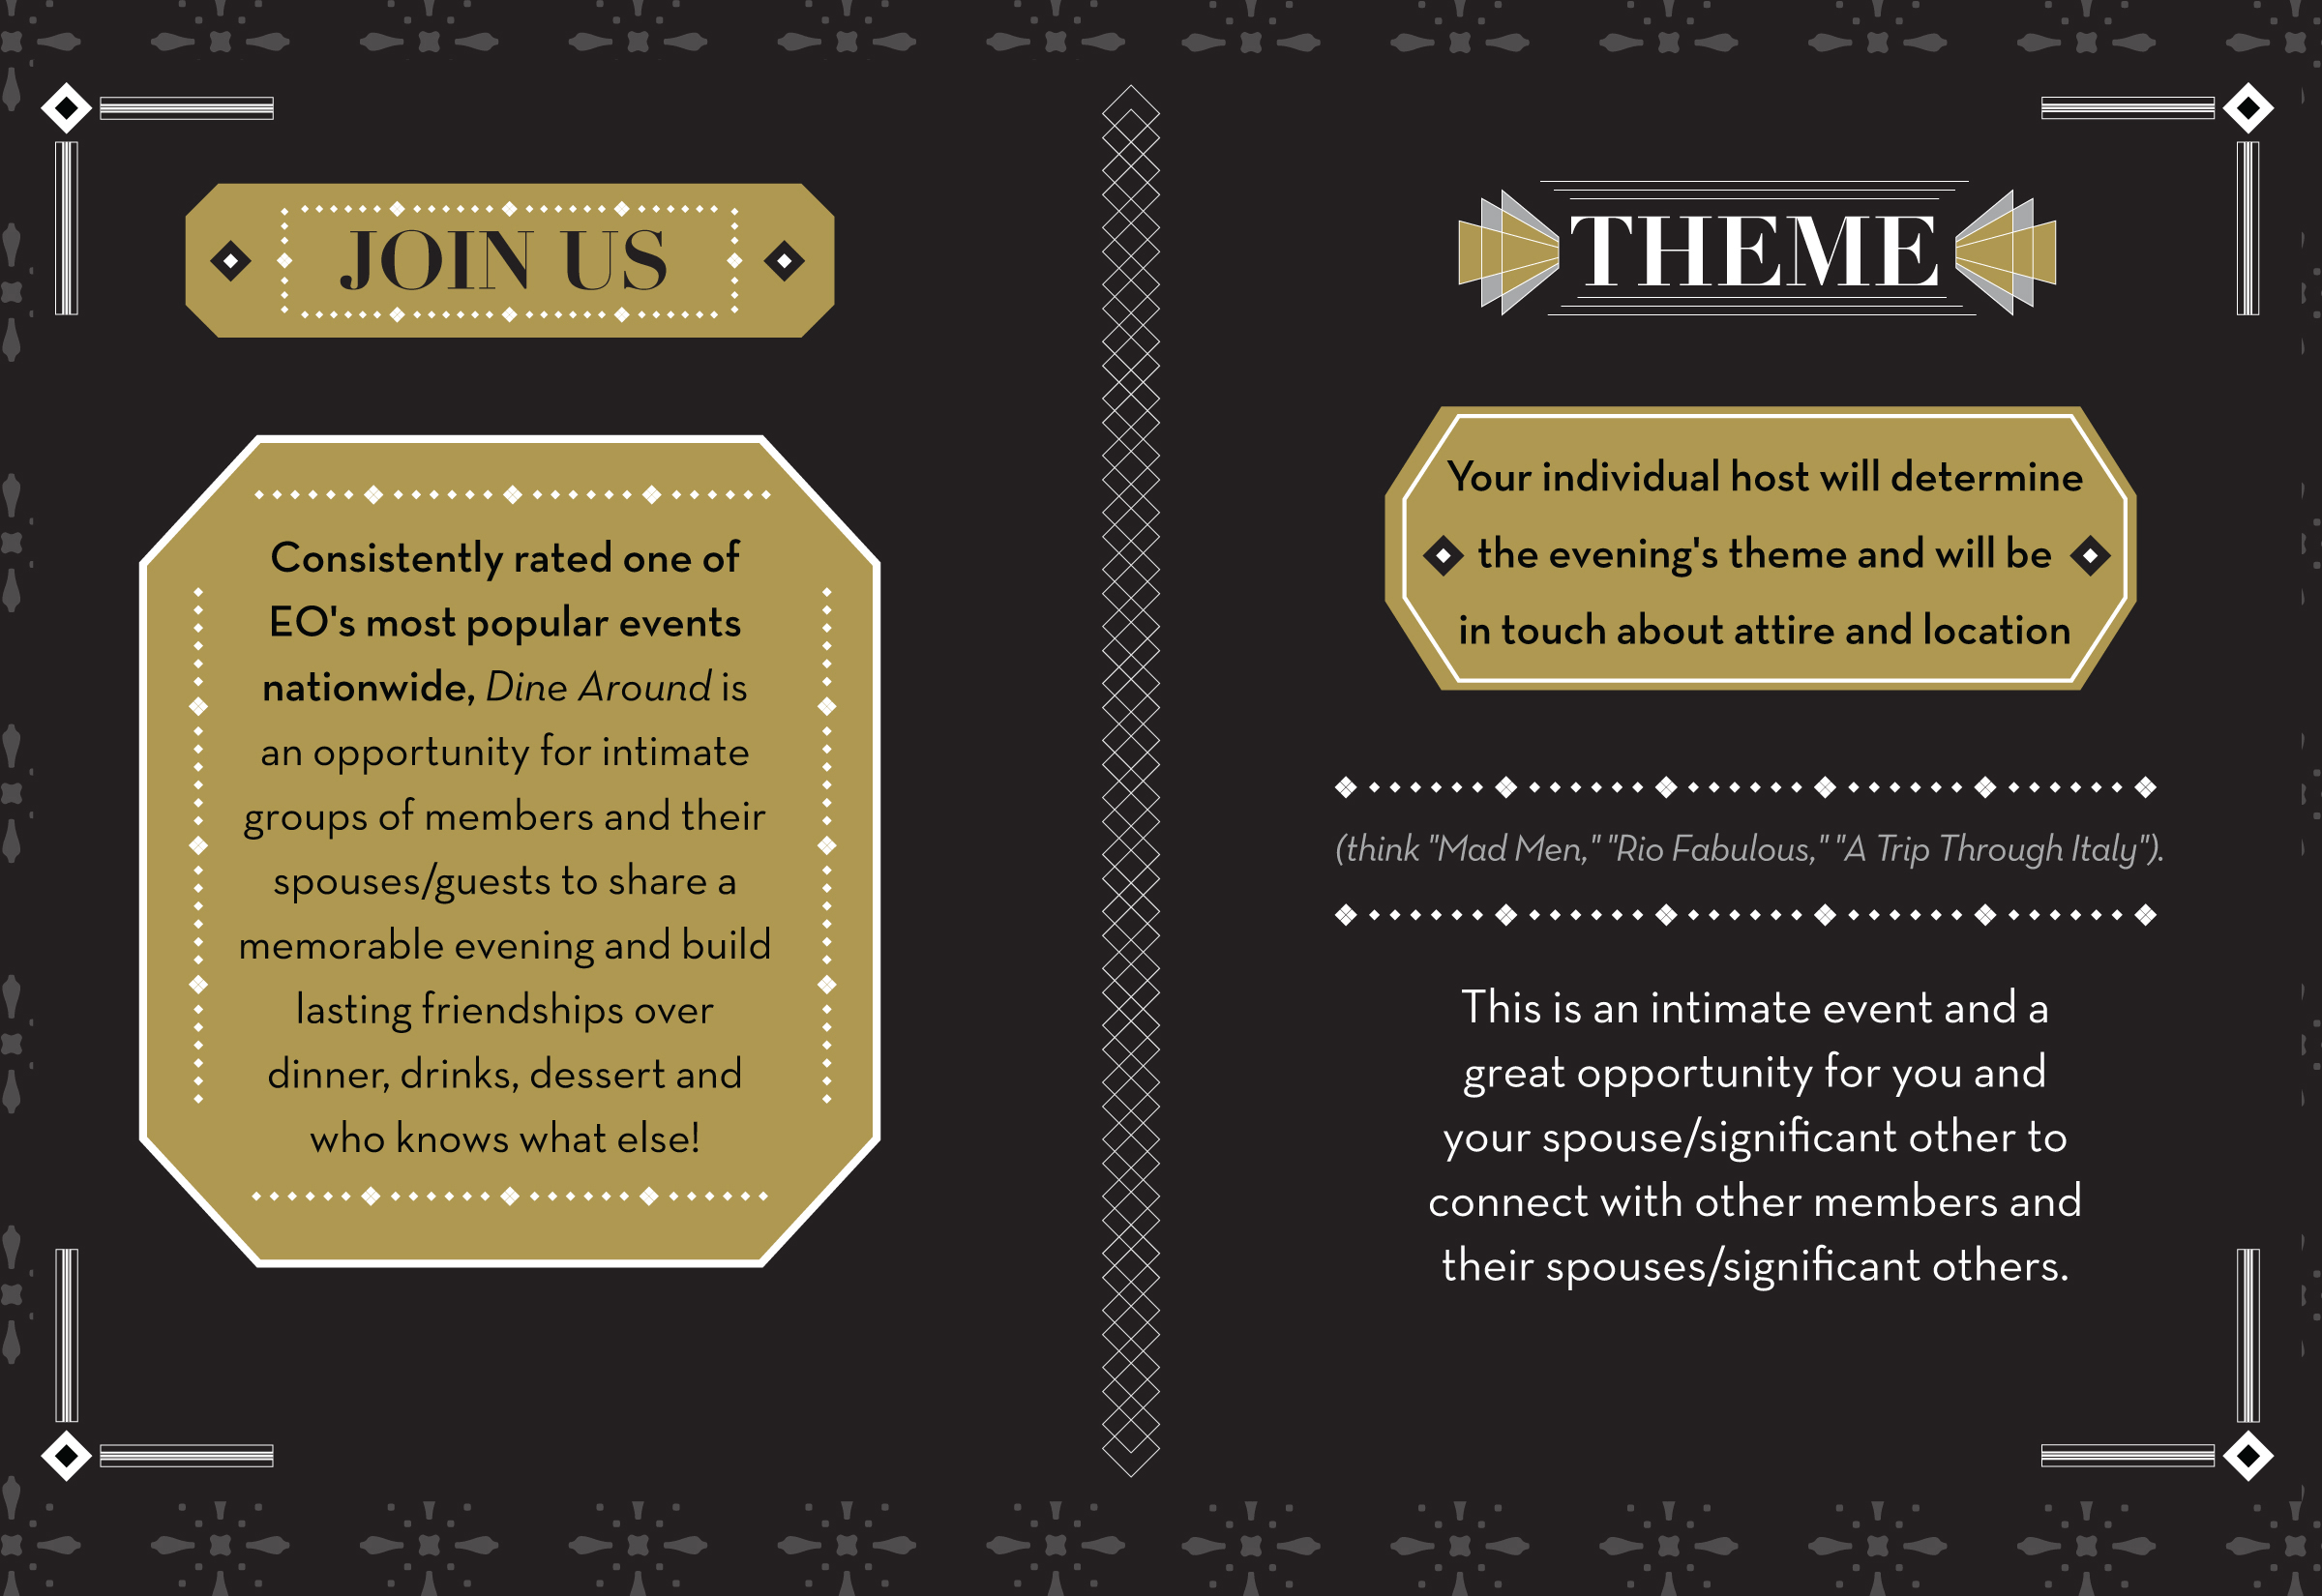 JOIN US
Consistently rated one of
EO's most popular events
nationwide, Dine Around is
an opportunity for intimate
groups of members and their
spouses/guests to share a
memorable evening and build
lasting friendships over
dinner, drinks, dessert and
who knows what else!
THEME
Your individual host will determine
the evening's theme and will be
in touch about attire and location
(think "Mad Men," "Rio Fabulous," "A Trip Through Italy").
This is an intimate event and a
great opportunity for you and
your spouse/significant other to
connect with other members and
their spouses/significant others.